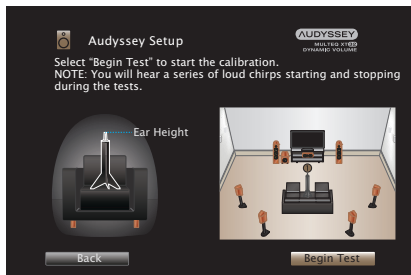 Audyssey Setup
AUDYSSEY
MULTEQ XT32
DYNAMIC VOLUME
Select “Begin Test” to start the calibration.
NOTE: You will hear a series of loud chirps starting and stopping
during the tests.
Ear Height
Back
Begin Test